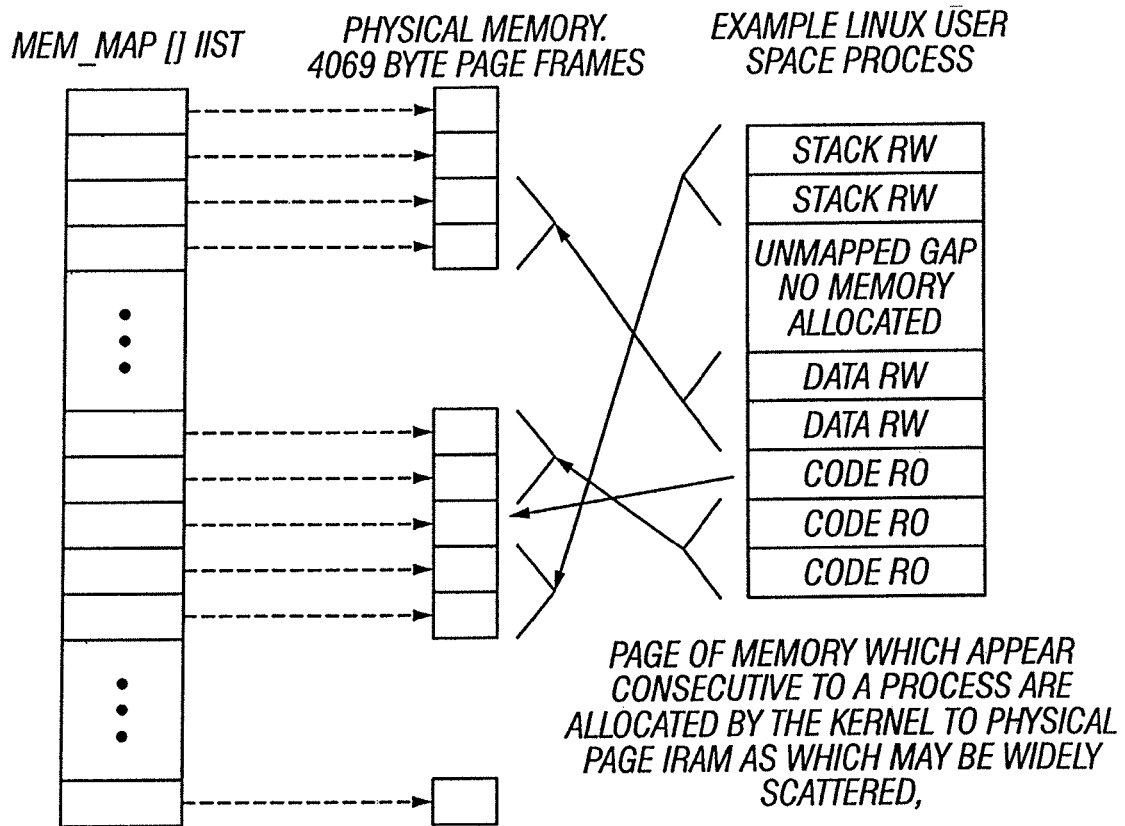 MEM_MAP [] IIST
PHYSICAL MEMORY.
4069 BYTE PAGE FRAMES
EXAMPLE LINUX USER
SPACE PROCESS
STACK RW
STACK RW
UNMAPPED GAP
NO MEMORY
ALLOCATED
DATA RW
DATA RW
CODE RO
CODE RO
CODE RO
PAGE OF MEMORY WHICH APPEAR
CONSECUTIVE TO A PROCESS ARE
ALLOCATED BY THE KERNEL TO PHYSICAL
PAGE IRAM AS WHICH MAY BE WIDELY
SCATTERED,